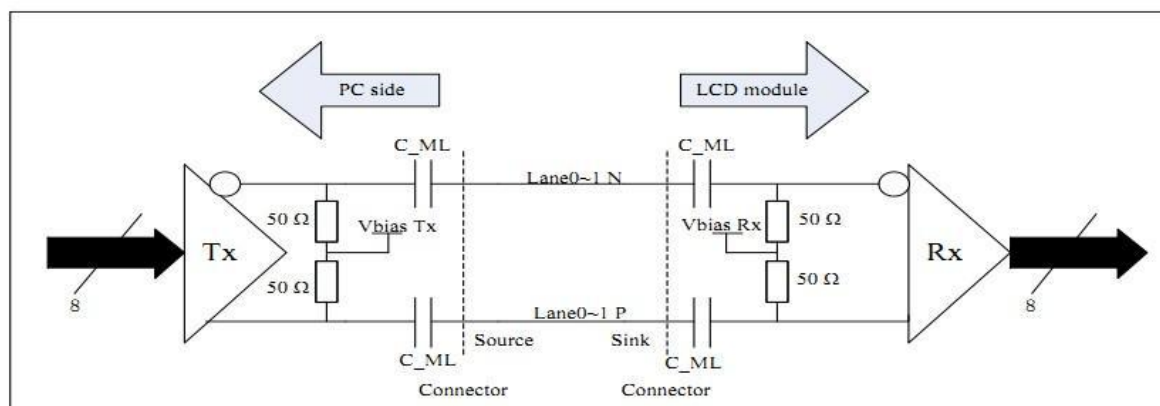 PC side
LCD module
C_ML
C_ML
Lane0~1 N
50 Ω
Vbias Tx
Vbias Rx
50 Ω
Tx
Rx
50 Ω
50 Ω
8
8
Lane0~1 P
C_ML
Source
Sink
C_ML
Connector
Connector